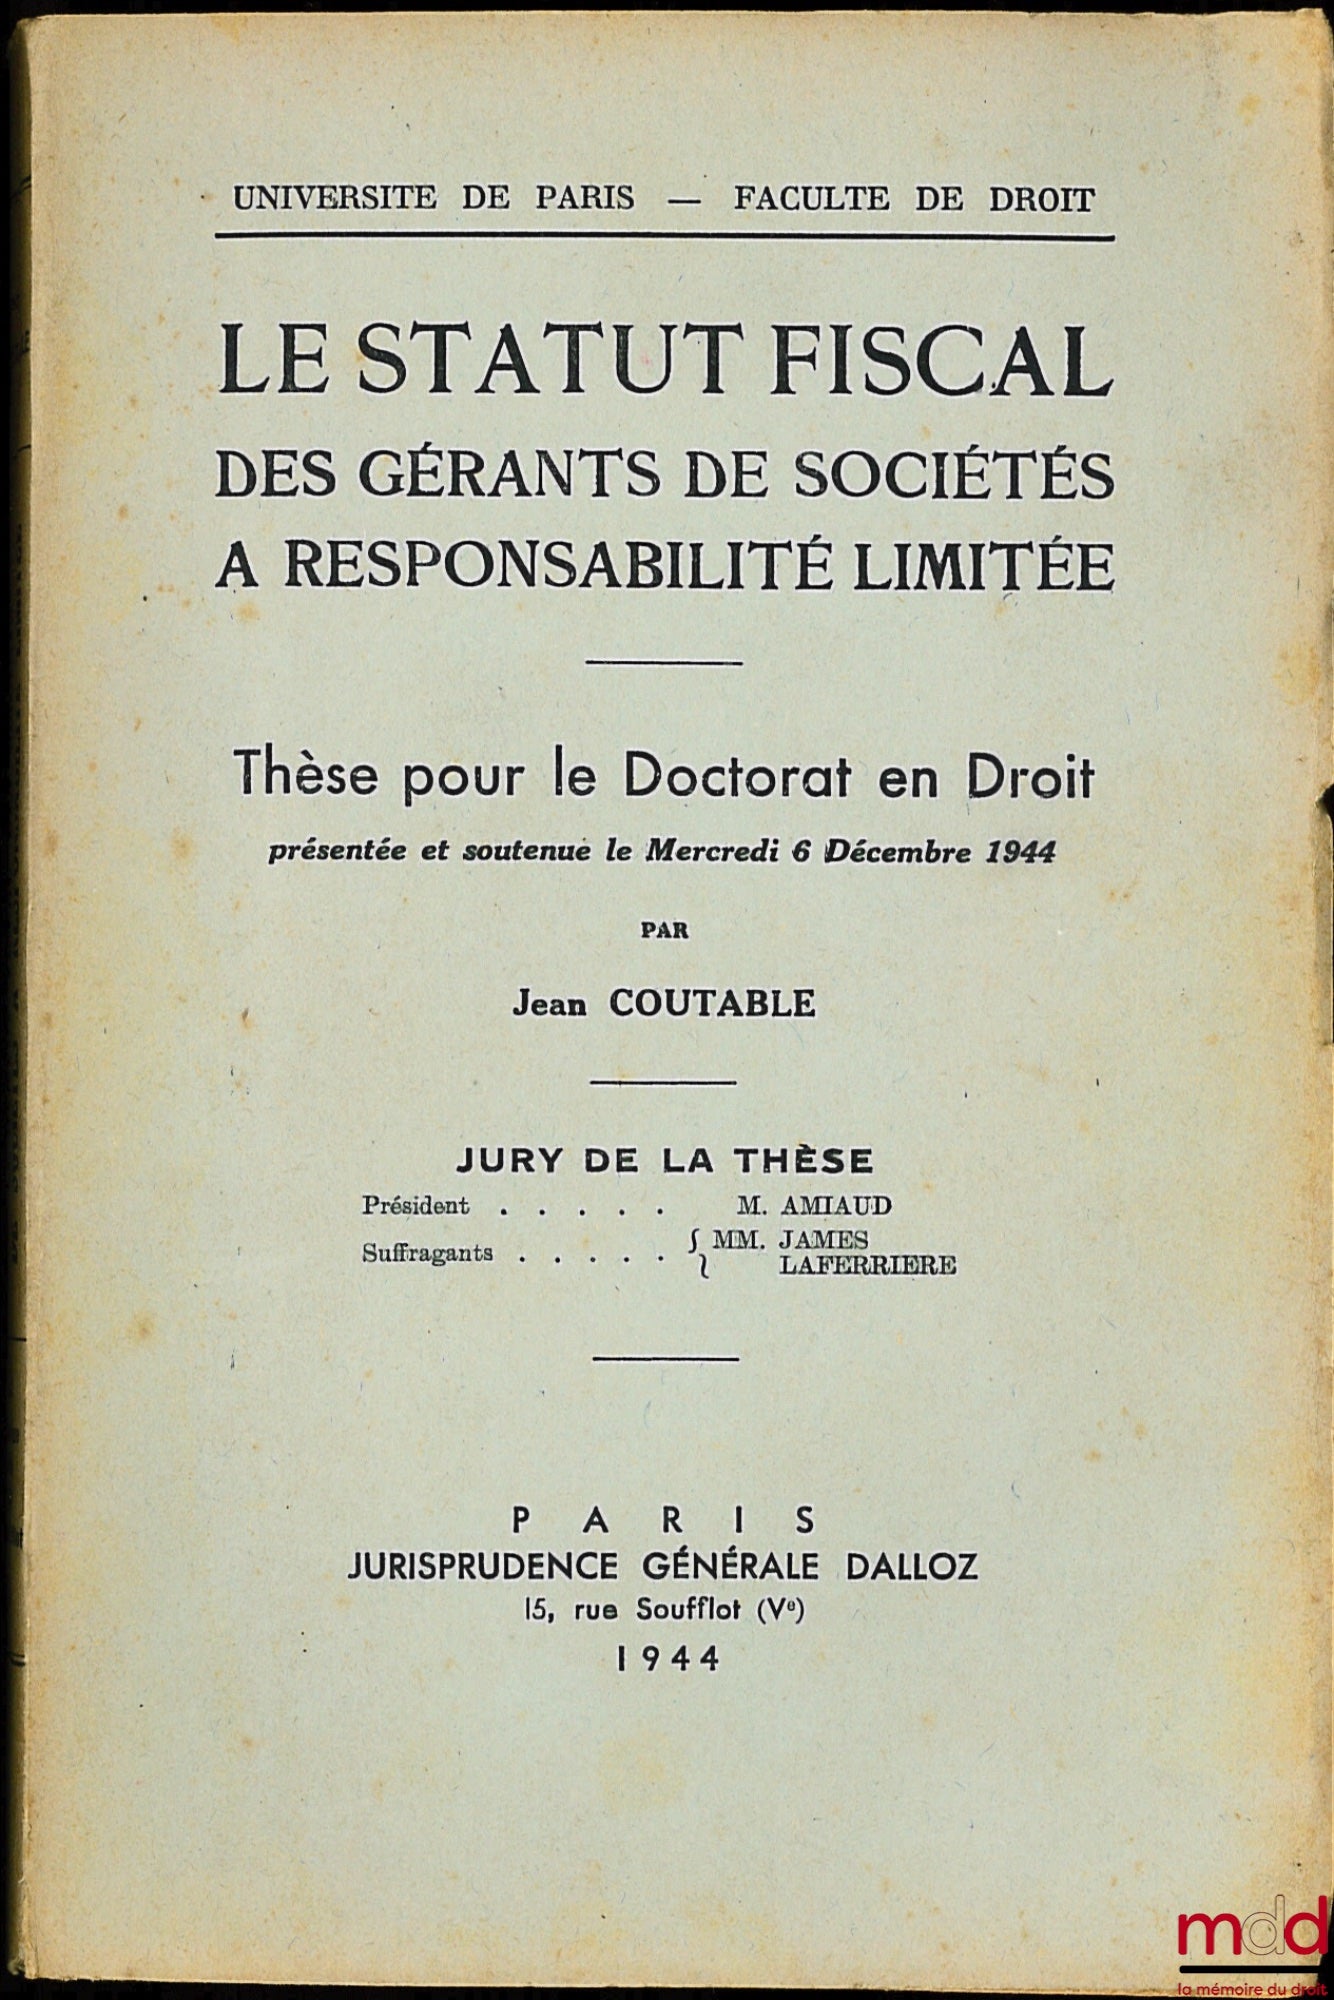 UNIVERSITE DE PARIS — FACULTE DE DROIT
LE STATUT FISCAL
DES GÉRANTS DE SOCIÉTÉS
A RESPONSABILITÉ LIMITÉE
Thèse pour le Doctorat en Droit
présentée et soutenue le Mercredi 6 Décembre 1944
PAR
Jean COUTABLE
JURY DE LA THÈSE
Président . . . . . M. AMIAUD
Suffragants . . . . . { MM. JAMES
LAFERRIERE
PARIS
JURISPRUDENCE GÉNÉRALE DALLOZ
15, rue Soufflot (Ve)
1944
mdd
la mémoire du droit